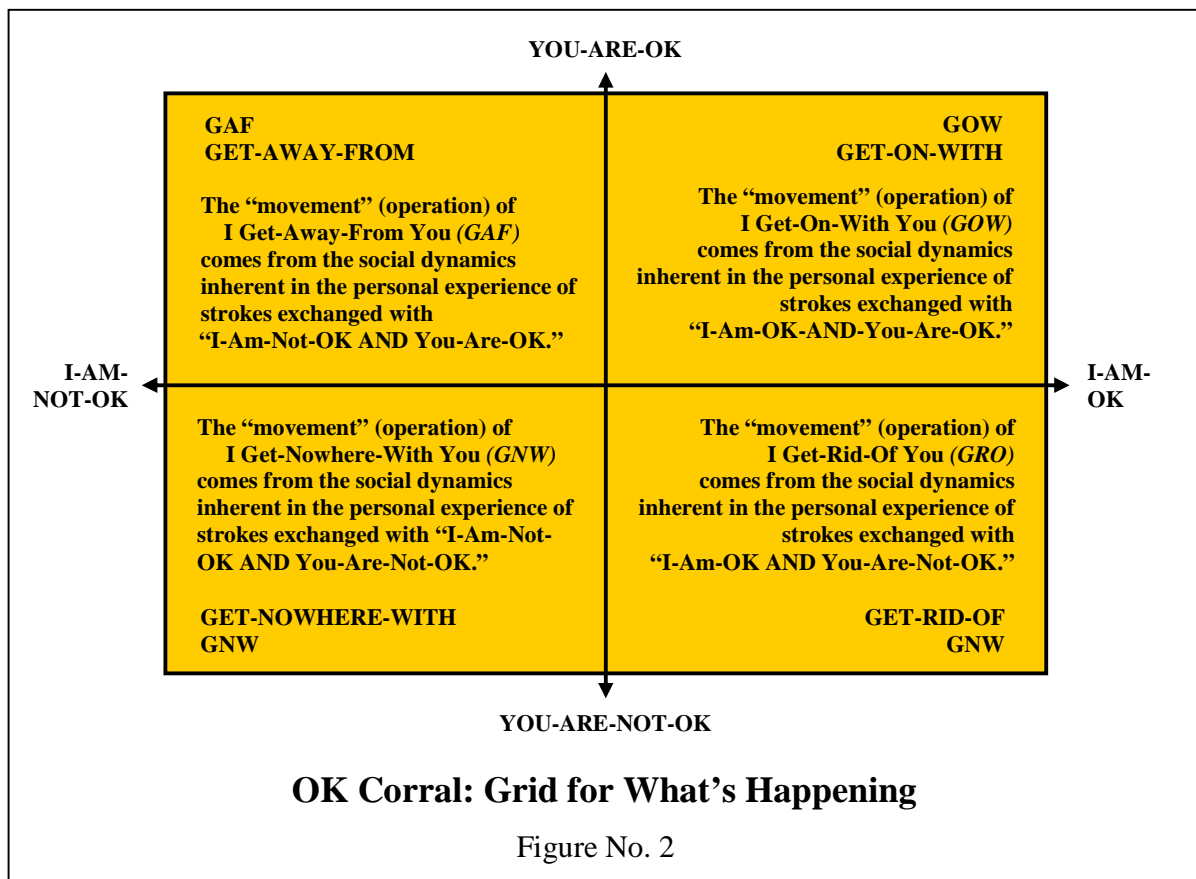 YOU-ARE-OK
GAF
GET-AWAY-FROM
The “movement” (operation) of
I Get-Away-From You (GAF)
comes from the social dynamics
inherent in the personal experience of
strokes exchanged with
“I-Am-Not-OK AND You-Are-OK.”
GOW
GET-ON-WITH
The “movement” (operation) of
I Get-On-With You (GOW)
comes from the social dynamics
inherent in the personal experience of
strokes exchanged with
“I-Am-OK-AND-You-Are-OK.”
I-AM-
NOT-OK
I-AM-
OK
The “movement” (operation) of
I Get-Nowhere-With You (GNW)
comes from the social dynamics
inherent in the personal experience of
strokes exchanged with “I-Am-Not-
OK AND You-Are-Not-OK.”
GET-NOWHERE-WITH
GNW
The “movement” (operation) of
I Get-Rid-Of You (GRO)
comes from the social dynamics
inherent in the personal experience of
strokes exchanged with
“I-Am-OK AND You-Are-Not-OK.”
GET-RID-OF
GNW
YOU-ARE-NOT-OK
OK Corral: Grid for What’s Happening
Figure No. 2